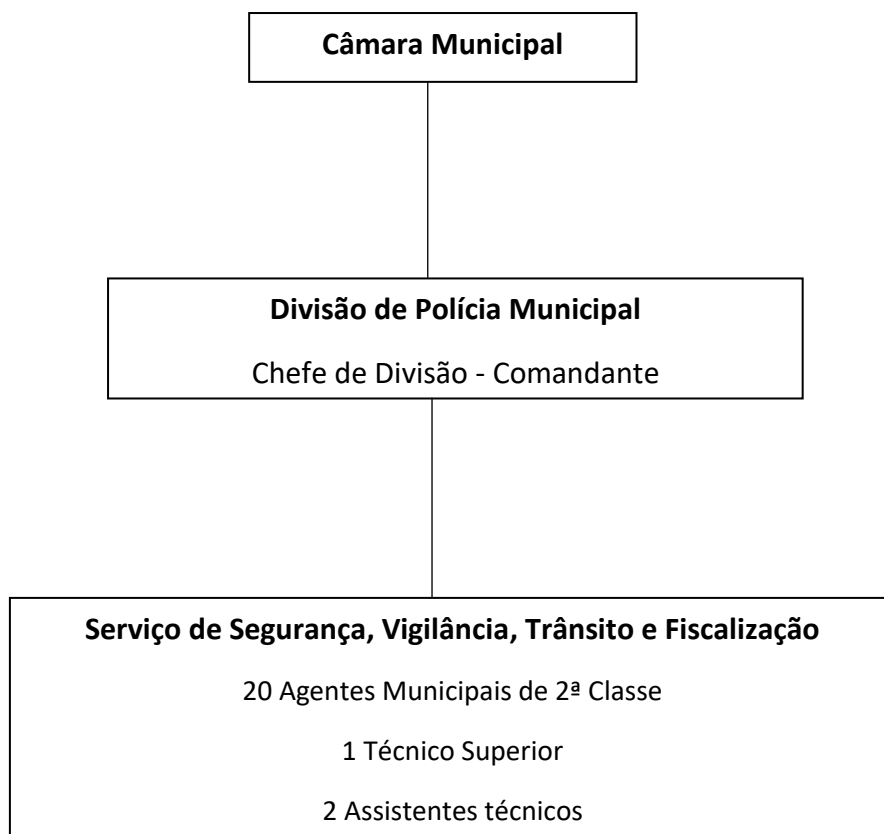 Câmara Municipal
Divisão de Polícia Municipal
Chefe de Divisão - Comandante
Serviço de Segurança, Vigilância, Trânsito e Fiscalização
20 Agentes Municipais de 2ª Classe
1 Técnico Superior
2 Assistentes técnicos